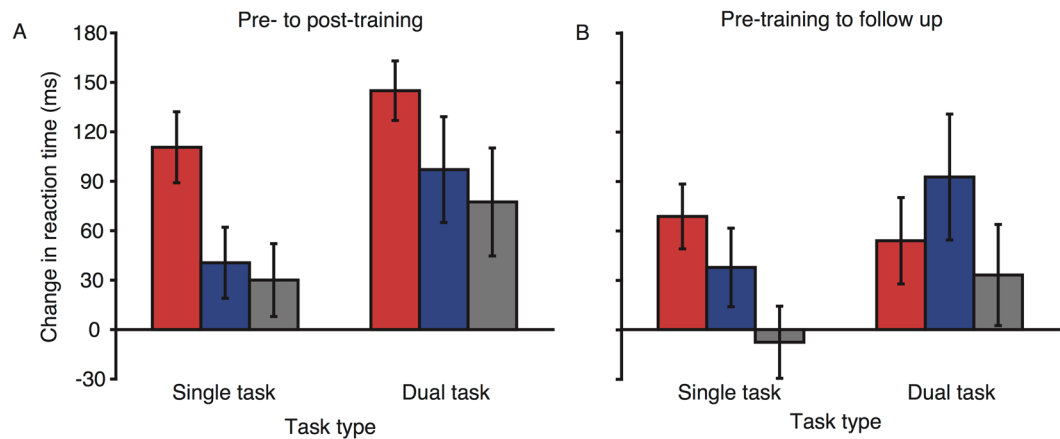 A
Pre- to post-training
180
150
120
90
60
30
0
-30
Change in reaction time (ms)
Single task
Dual task
Task type
B
Pre-training to follow up
Single task
Dual task
Task type